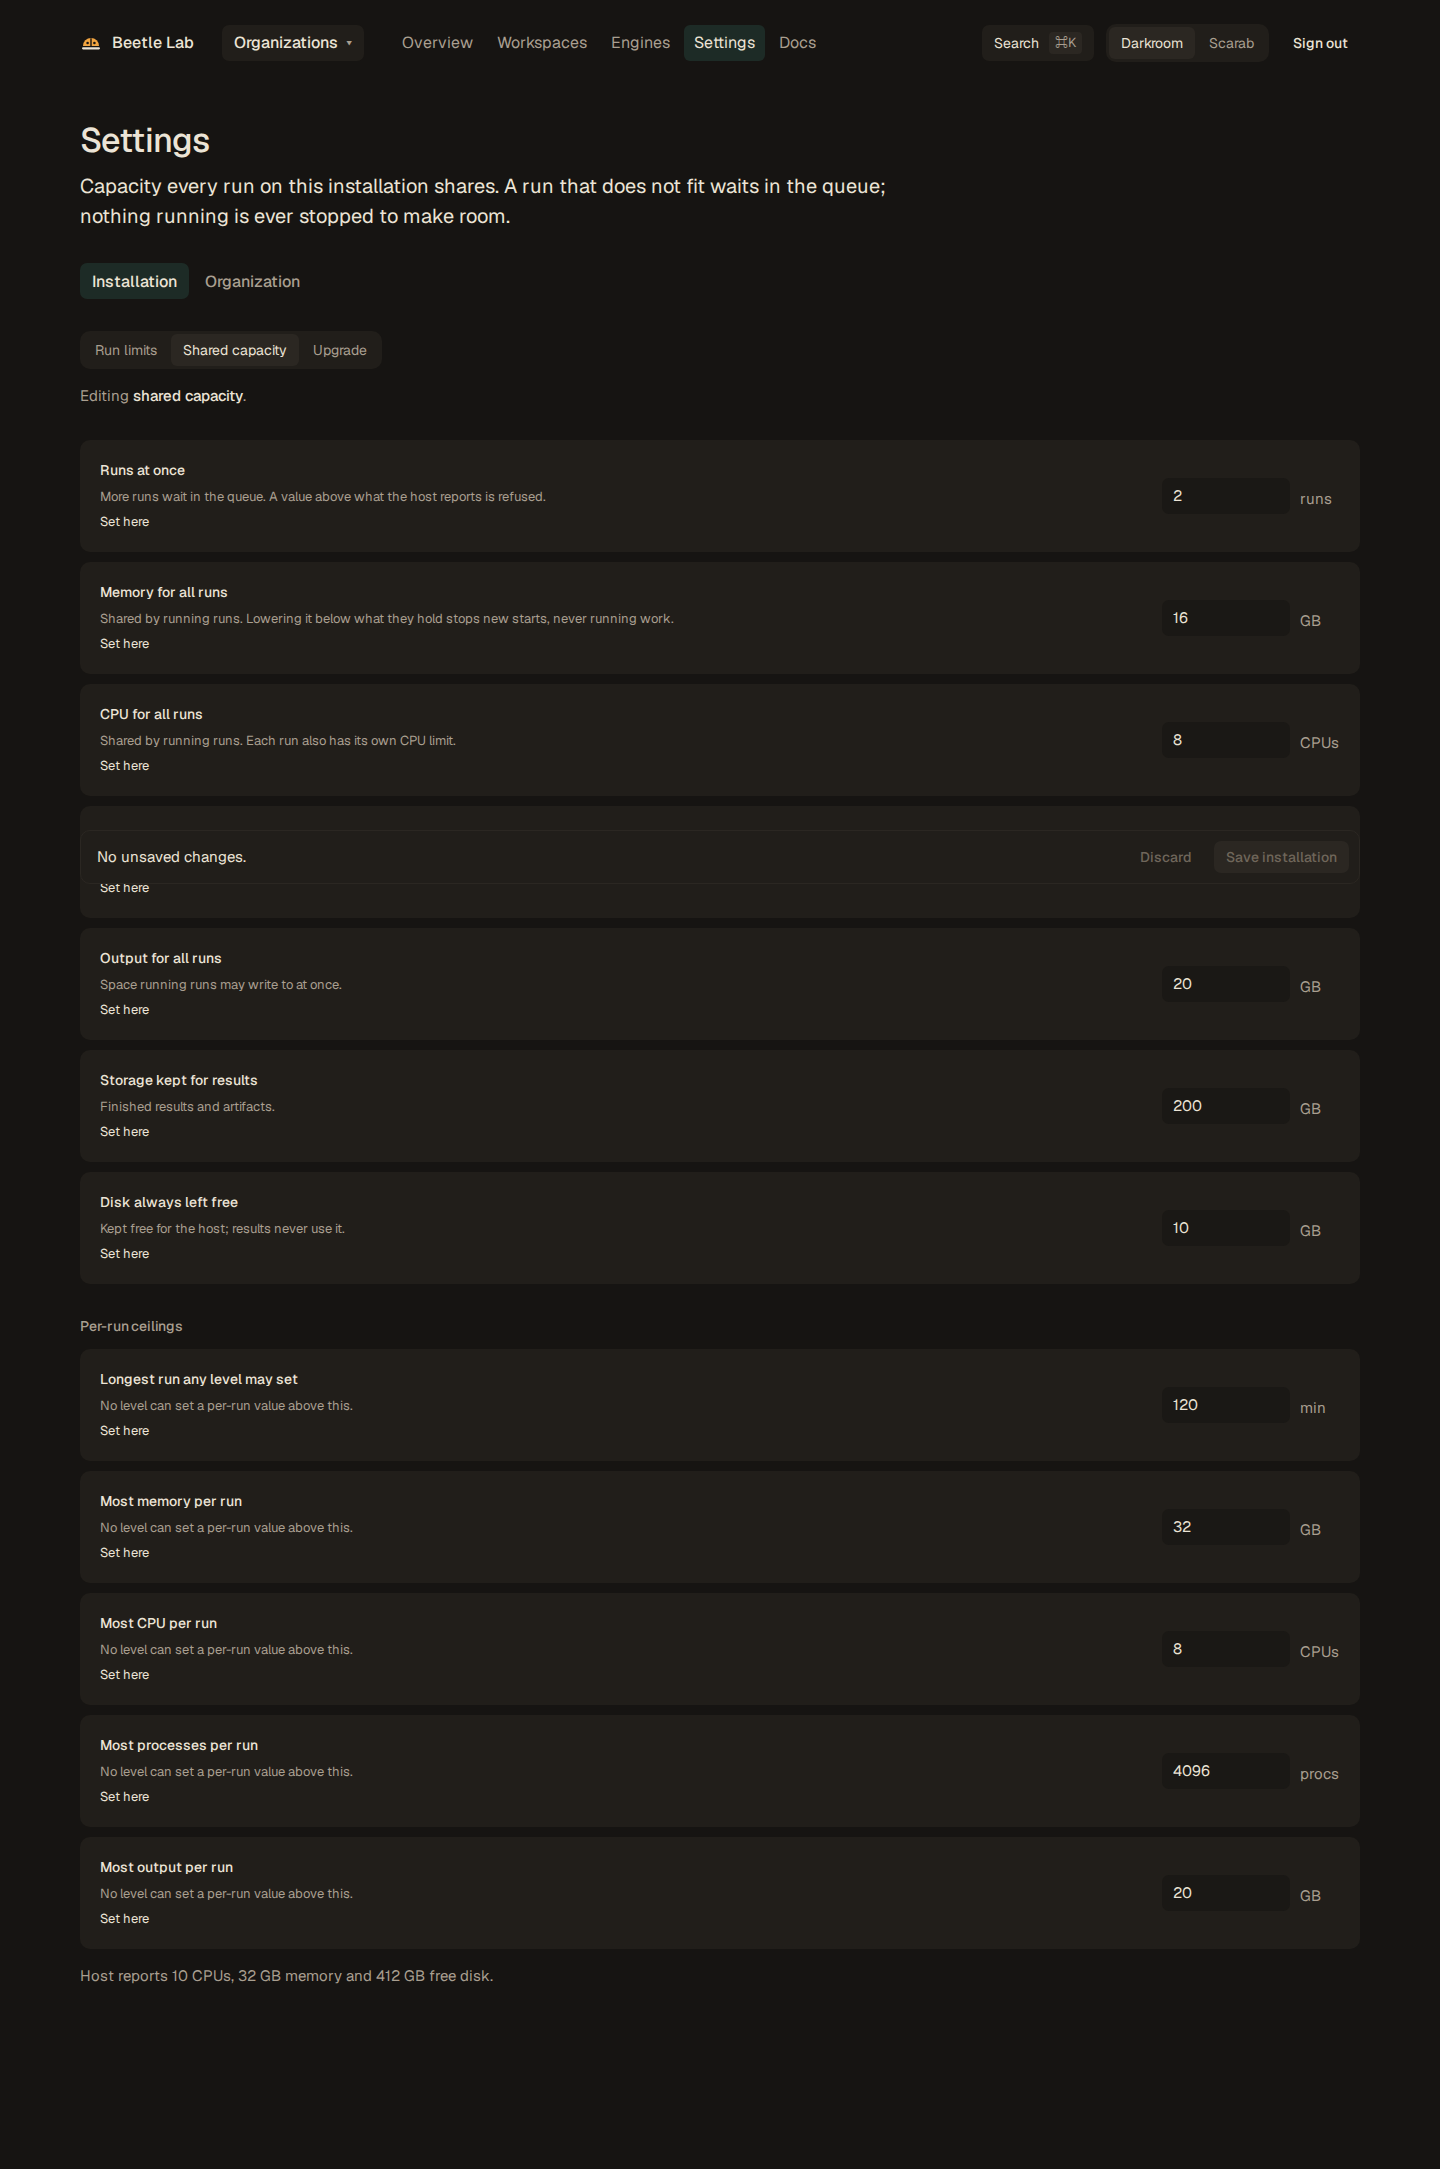 Beetle Lab
Organizations
Overview
Workspaces
Engines
Settings
Docs
Search ⌘K
Darkroom
Scarab
Sign out
Settings
Capacity every run on this installation shares. A run that does not fit waits in the queue;
nothing running is ever stopped to make room.
Installation
Organization
Run limits
Shared capacity
Upgrade
Editing shared capacity.
Runs at once
More runs wait in the queue. A value above what the host reports is refused.
Set here
2 runs
Memory for all runs
Shared by running runs. Lowering it below what they hold stops new starts, never running work.
Set here
16 GB
CPU for all runs
Shared by running runs. Each run also has its own CPU limit.
Set here
8 CPUs
No unsaved changes.
Discard
Save installation
Set here
Output for all runs
Space running runs may write to at once.
Set here
20 GB
Storage kept for results
Finished results and artifacts.
Set here
200 GB
Disk always left free
Kept free for the host; results never use it.
Set here
10 GB
Per-run ceilings
Longest run any level may set
No level can set a per-run value above this.
Set here
120 min
Most memory per run
No level can set a per-run value above this.
Set here
32 GB
Most CPU per run
No level can set a per-run value above this.
Set here
8 CPUs
Most processes per run
No level can set a per-run value above this.
Set here
4096 procs
Most output per run
No level can set a per-run value above this.
Set here
20 GB
Host reports 10 CPUs, 32 GB memory and 412 GB free disk.